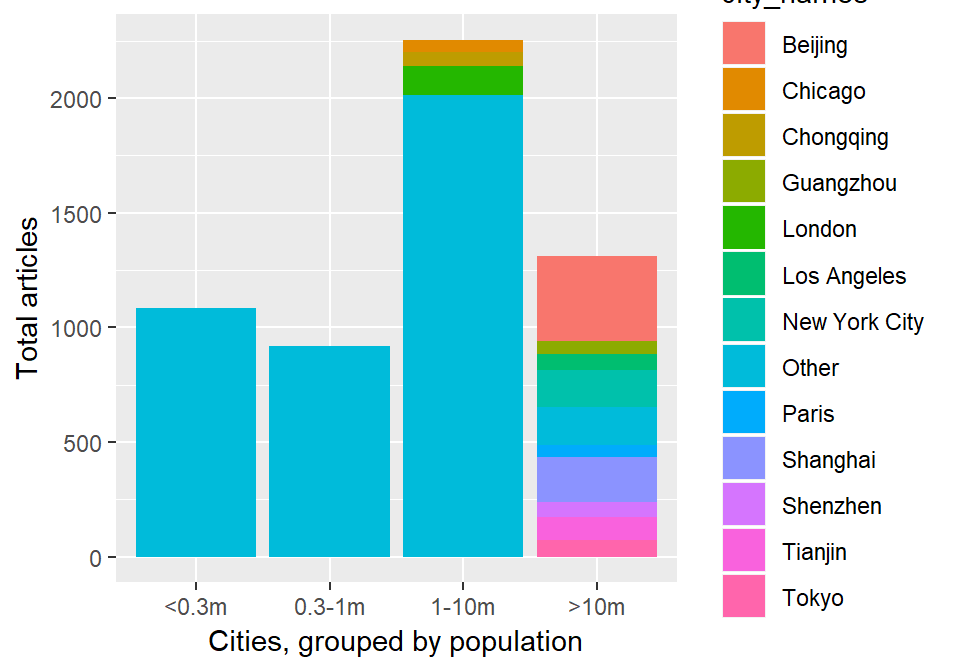 city_names
Beijing
Chicago
Chongqing
Guangzhou
London
Los Angeles
New York City
Other
Paris
Shanghai
Shenzhen
Tianjin
Tokyo
Total articles
2000
1500
1000
500
0
<0.3m 0.3-1m 1-10m >10m
Cities, grouped by population